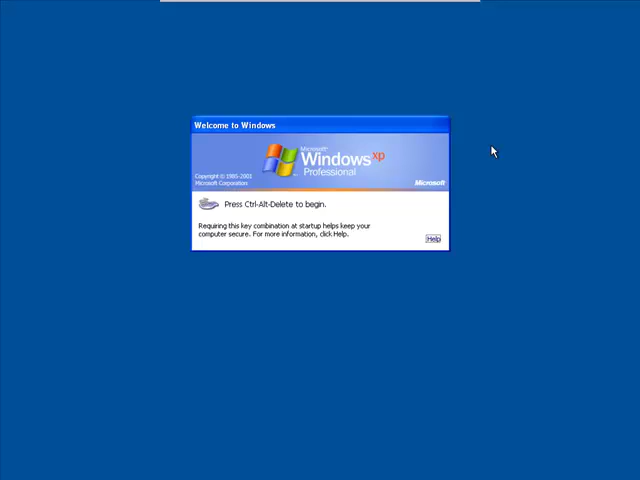 Welcome to Windows
Microsoft
Windows xp
Professional
Copyright © 1985-2001
Microsoft Corporation
Microsoft
Press Ctrl-Alt-Delete to begin.
Requiring this key combination at startup helps keep your
computer secure. For more information, click Help.
Help